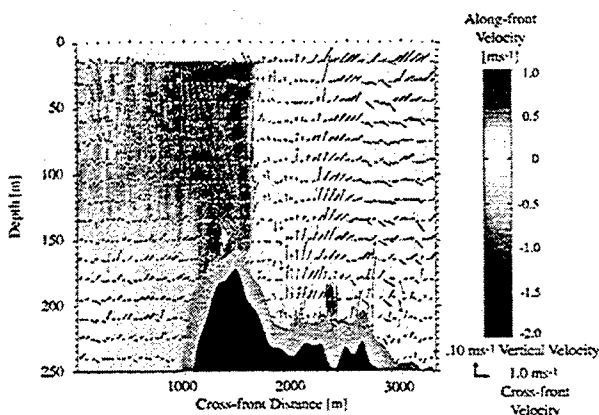 Along-front
Velocity
[ms⁻¹]
0
50
100
150
200
250
Depth [m]
1000
2000
3000
Cross-front Distance [m]
1.0
0.5
0
-0.5
-1.0
-1.5
-2.0
.10 ms⁻¹ Vertical Velocity
1.0 ms⁻¹
Cross-front
Velocity